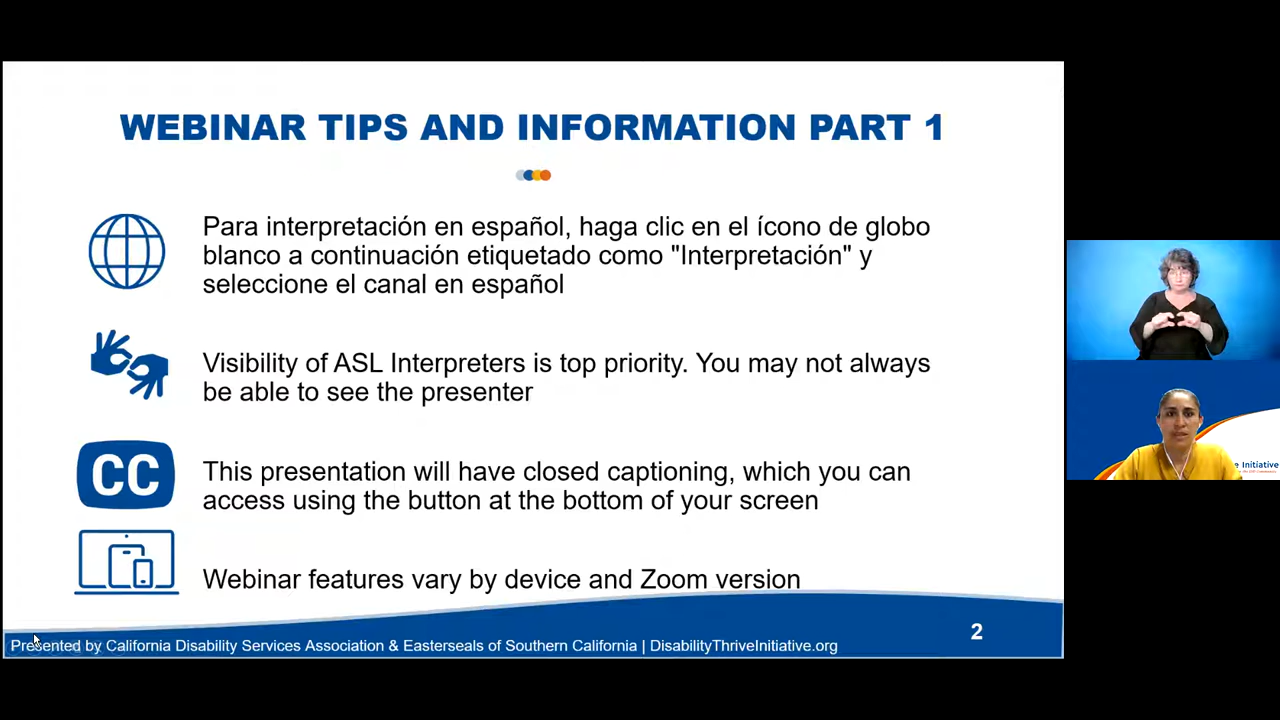 WEBINAR TIPS AND INFORMATION PART 1
Para interpretación en español, haga clic en el ícono de globo
blanco a continuación etiquetado como "Interpretación" y
seleccione el canal en español
Visibility of ASL Interpreters is top priority. You may not always
be able to see the presenter
CC
This presentation will have closed captioning, which you can
access using the button at the bottom of your screen
Webinar features vary by device and Zoom version
Presented by California Disability Services Association & Easterseals of Southern California | DisabilityThriveInitiative.org
2
e Initiative